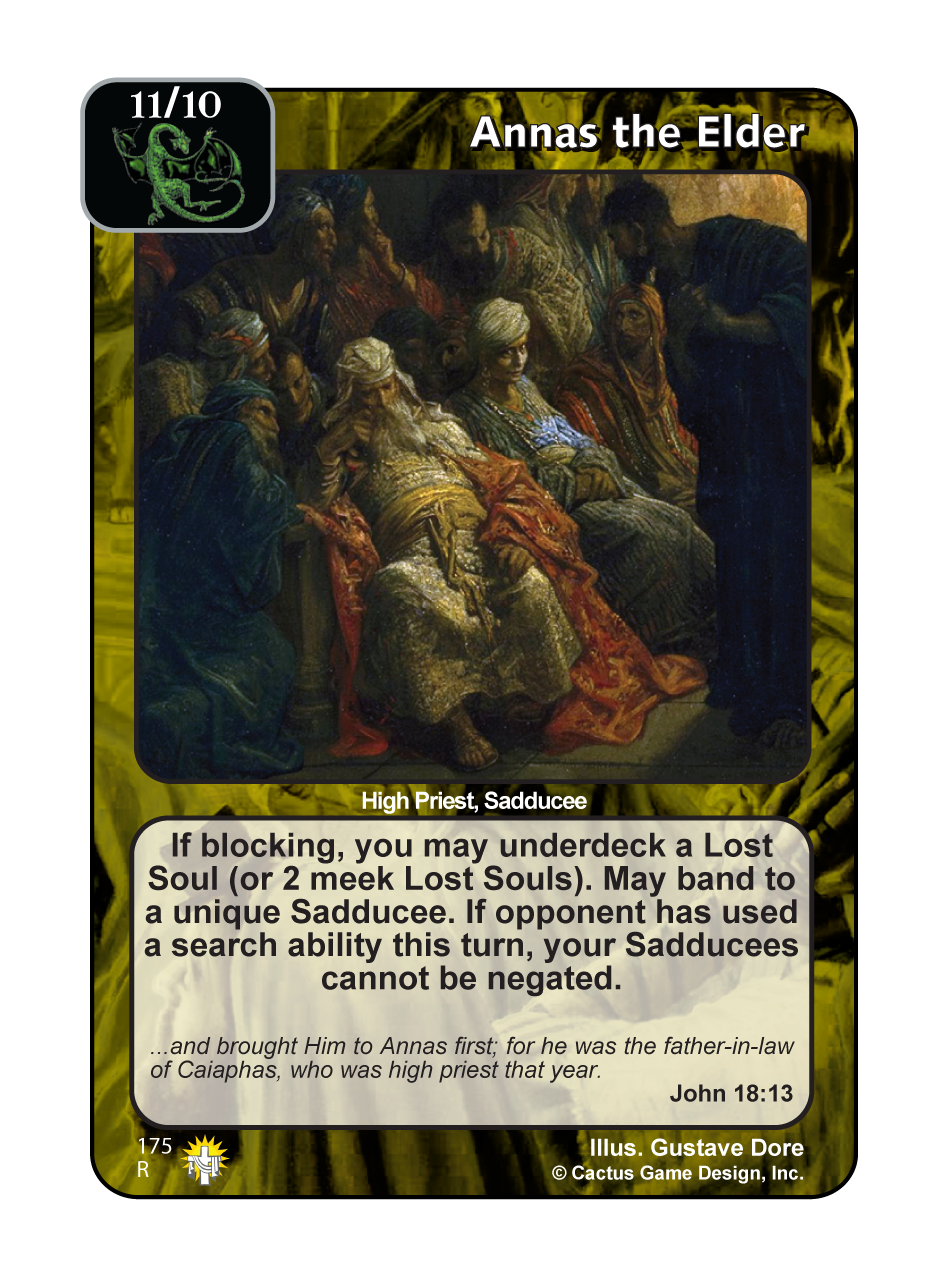 11/10
Annas the Elder
High Priest, Sadducee
If blocking, you may underdeck a Lost
Soul (or 2 meek Lost Souls). May band to
a unique Sadducee. If opponent has used
a search ability this turn, your Sadducees
cannot be negated.
...and brought Him to Annas first; for he was the father-in-law
of Caiaphas, who was high priest that year.
John 18:13
175
R
Illus. Gustave Dore
© Cactus Game Design, Inc.